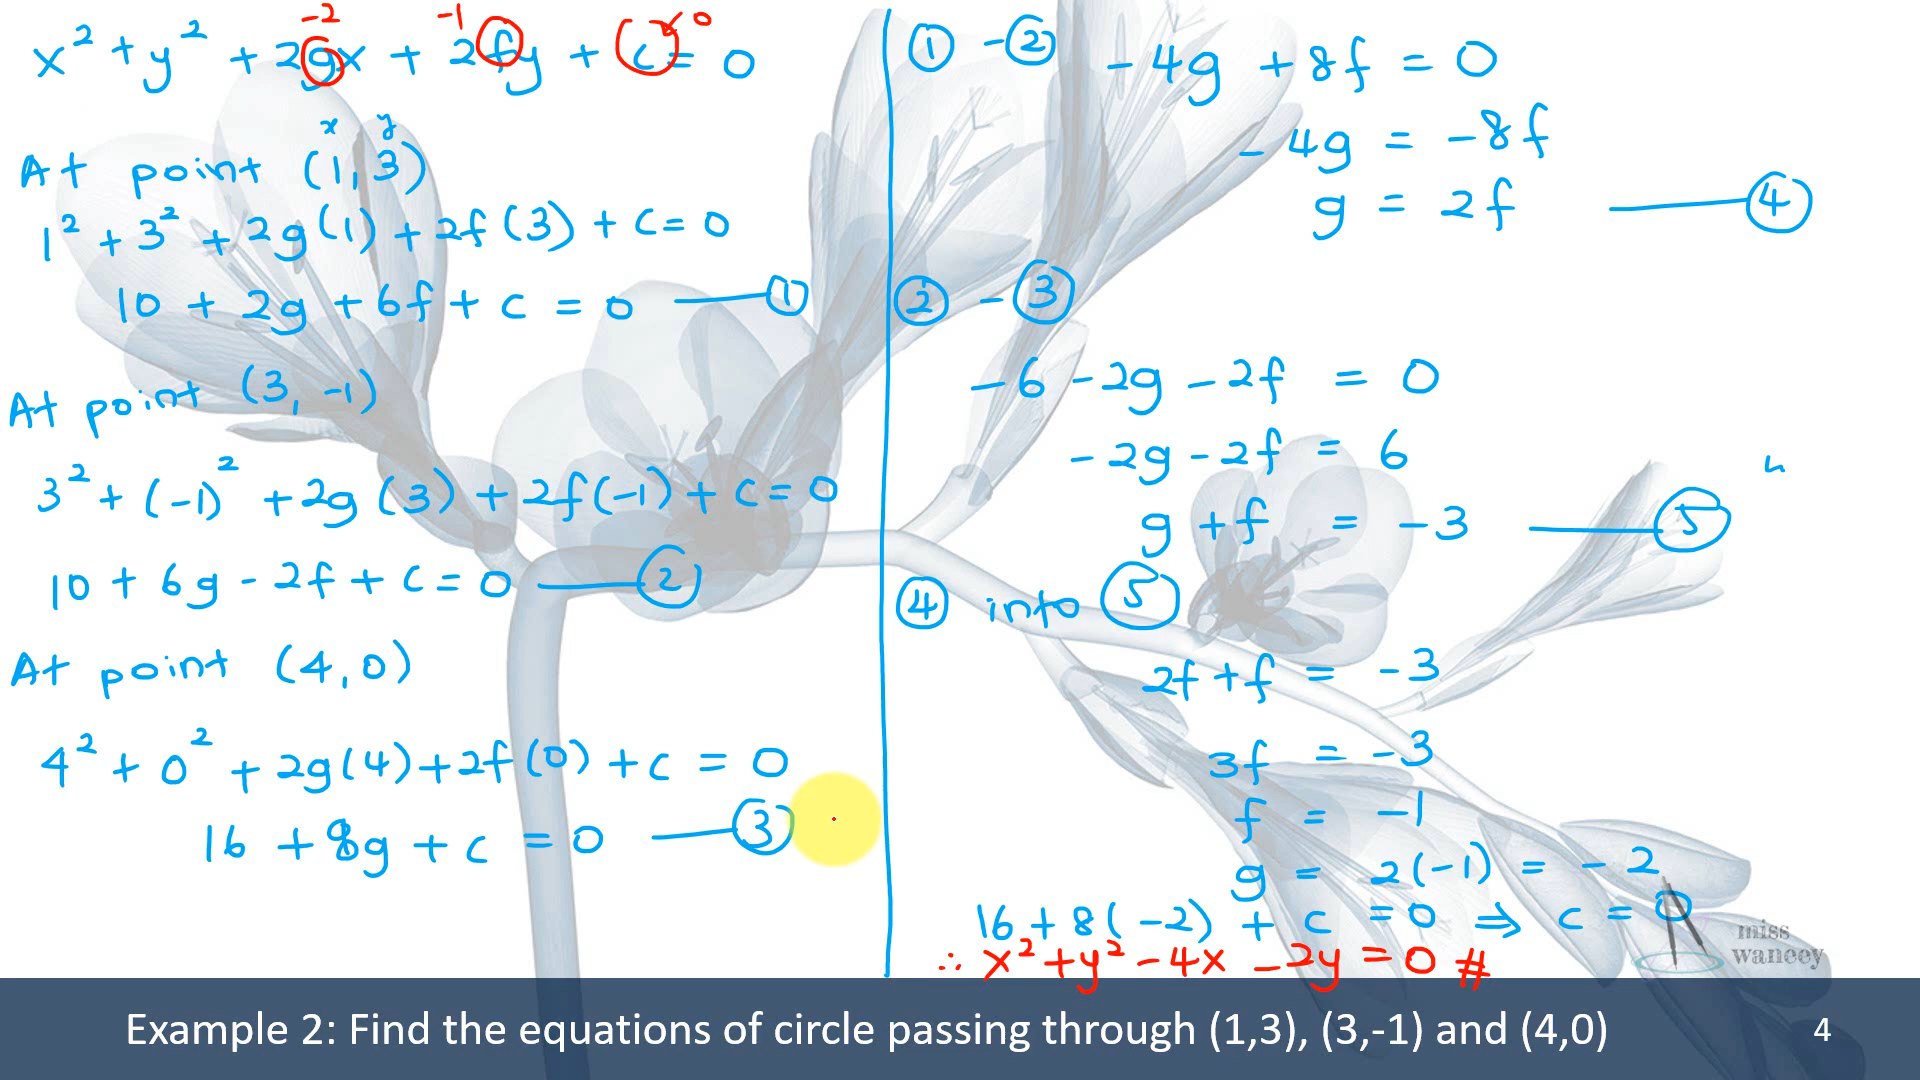 -2 -1 0
x² + y² + 2gx + 2fy + c = 0
x y
At point (1, 3)
1² + 3² + 2g(1) + 2f(3) + c = 0
10 + 2g + 6f + c = 0 —— ①
At point (3, -1)
3² + (-1)² + 2g(3) + 2f(-1) + c = 0
10 + 6g - 2f + c = 0 —— ②
At point (4, 0)
4² + 0² + 2g(4) + 2f(0) + c = 0
16 + 8g + c = 0 —— ③
① - ②
-4g + 8f = 0
-4g = -8f
g = 2f —— ④
② - ③
-6 - 2g - 2f = 0
-2g - 2f = 6
g + f = -3 —— ⑤
④ into ⑤
2f + f = -3
3f = -3
f = -1
g = 2(-1) = -2
16 + 8(-2) + c = 0 ⇒ c = 0
∴ x² + y² - 4x - 2y = 0 #
miss
waneey
Example 2: Find the equations of circle passing through (1,3), (3,-1) and (4,0)
4